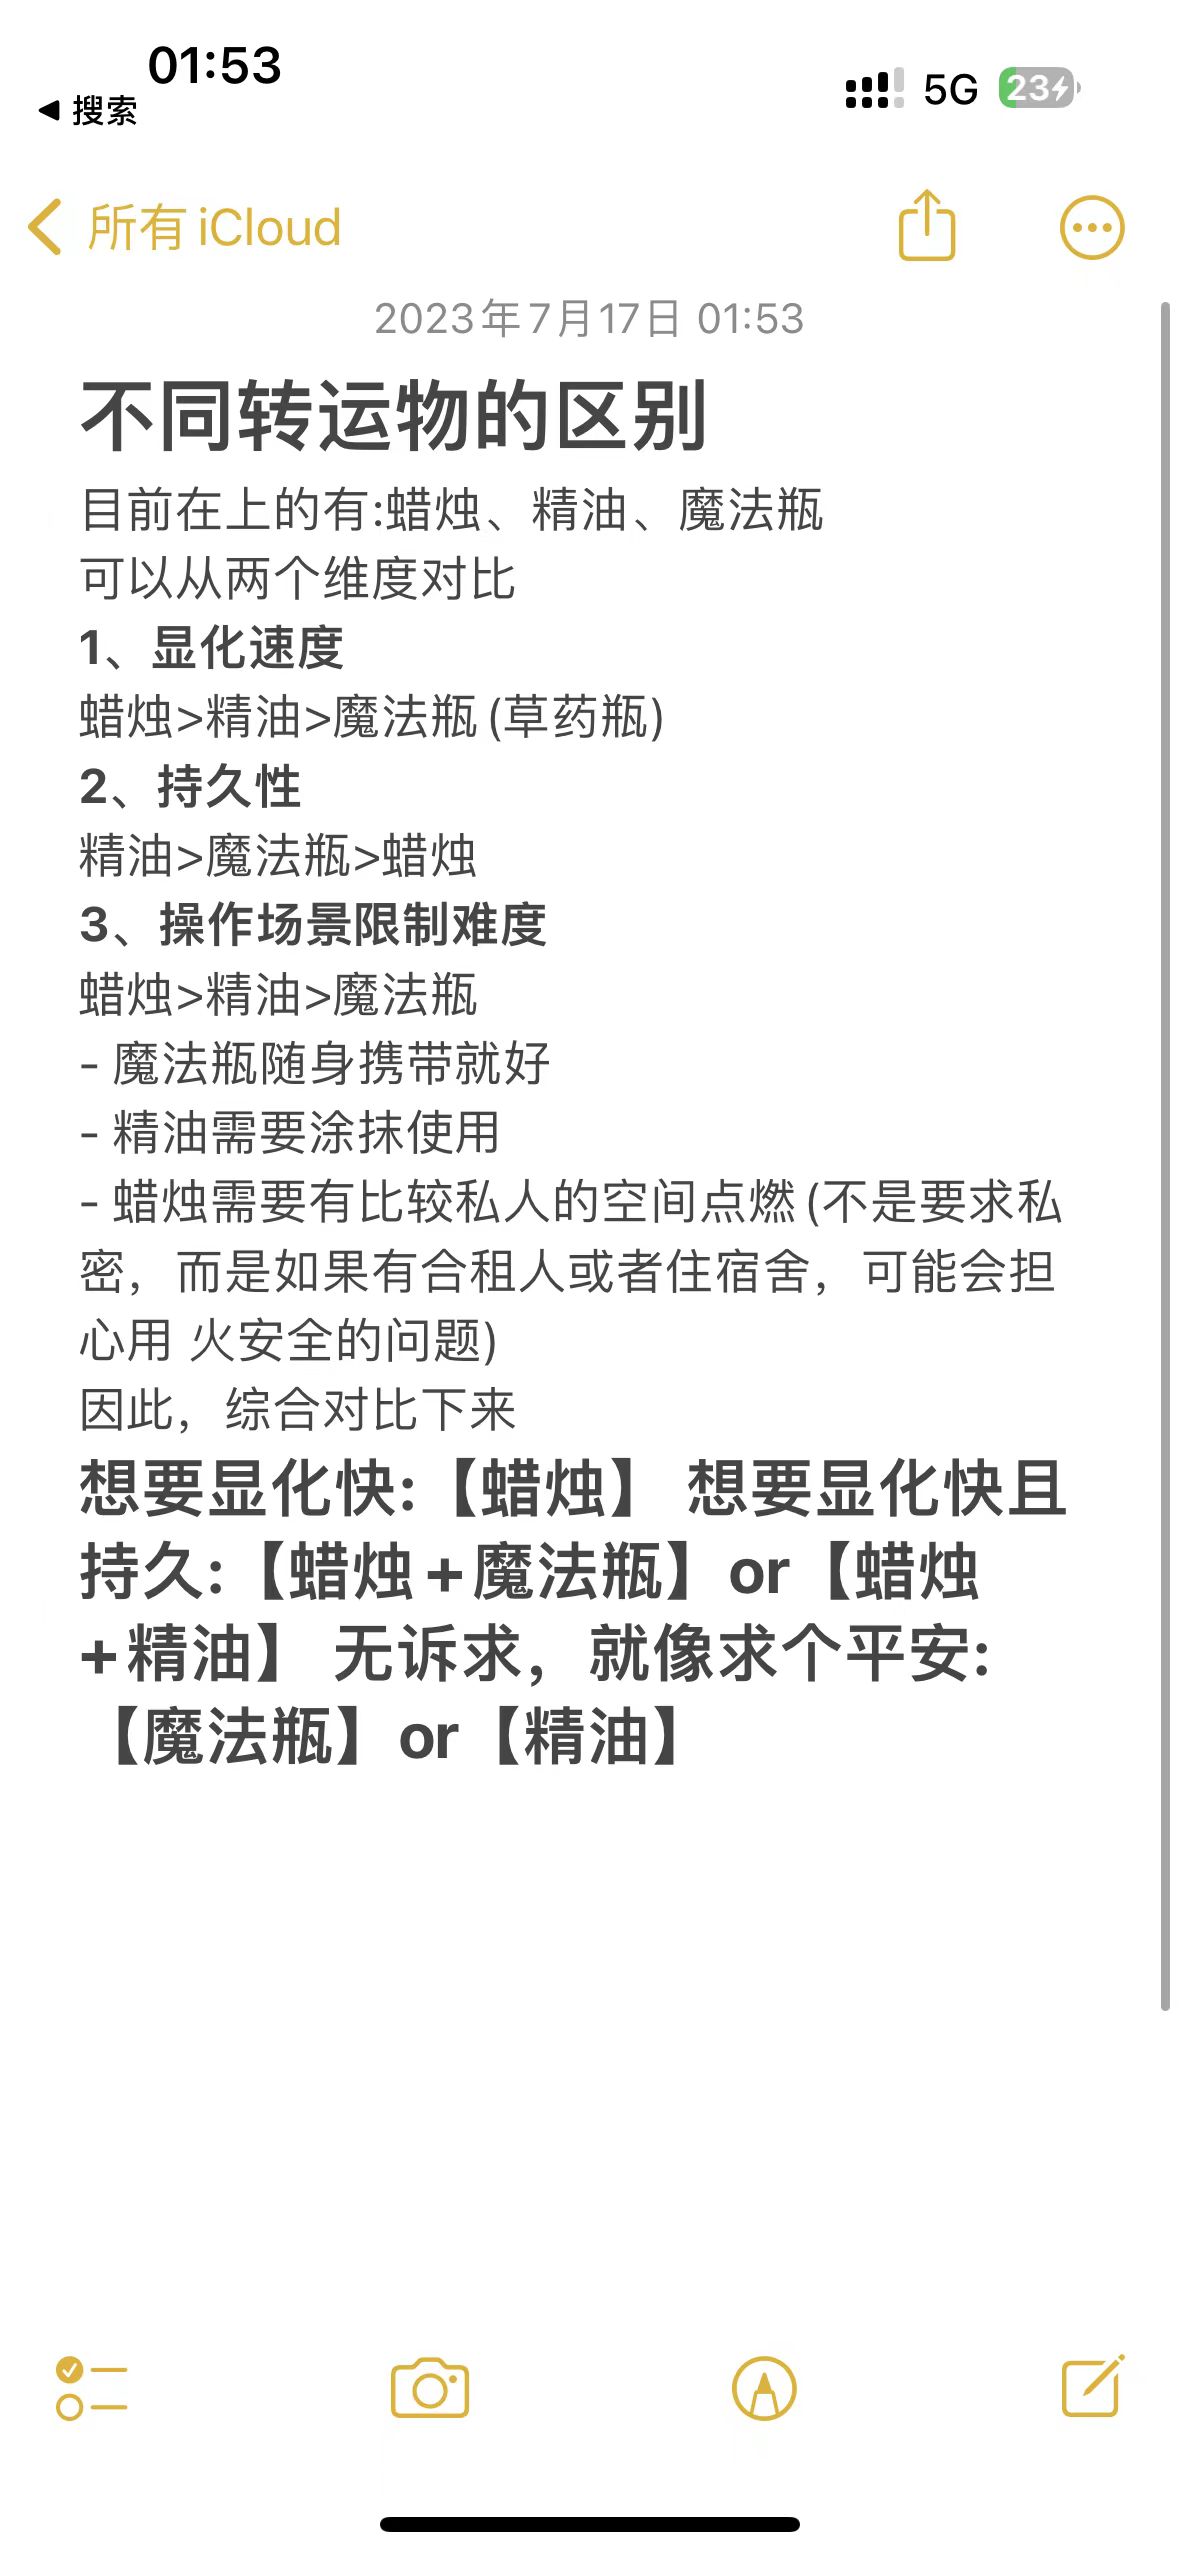 01:53
搜索
5G
23
所有 iCloud
2023年7月17日 01:53
不同转运物的区别
目前在上的有:蜡烛、精油、魔法瓶
可以从两个维度对比
1、显化速度
蜡烛>精油>魔法瓶(草药瓶)
2、持久性
精油>魔法瓶>蜡烛
3、操作场景限制难度
蜡烛>精油>魔法瓶
- 魔法瓶随身携带就好
- 精油需要涂抹使用
- 蜡烛需要有比较私人的空间点燃(不是要求私
密，而是如果有合租人或者住宿舍，可能会担
心用 火安全的问题)
因此，综合对比下来
想要显化快:【蜡烛】 想要显化快且
持久:【蜡烛+魔法瓶】or【蜡烛
+精油】 无诉求，就像求个平安:
【魔法瓶】or【精油】